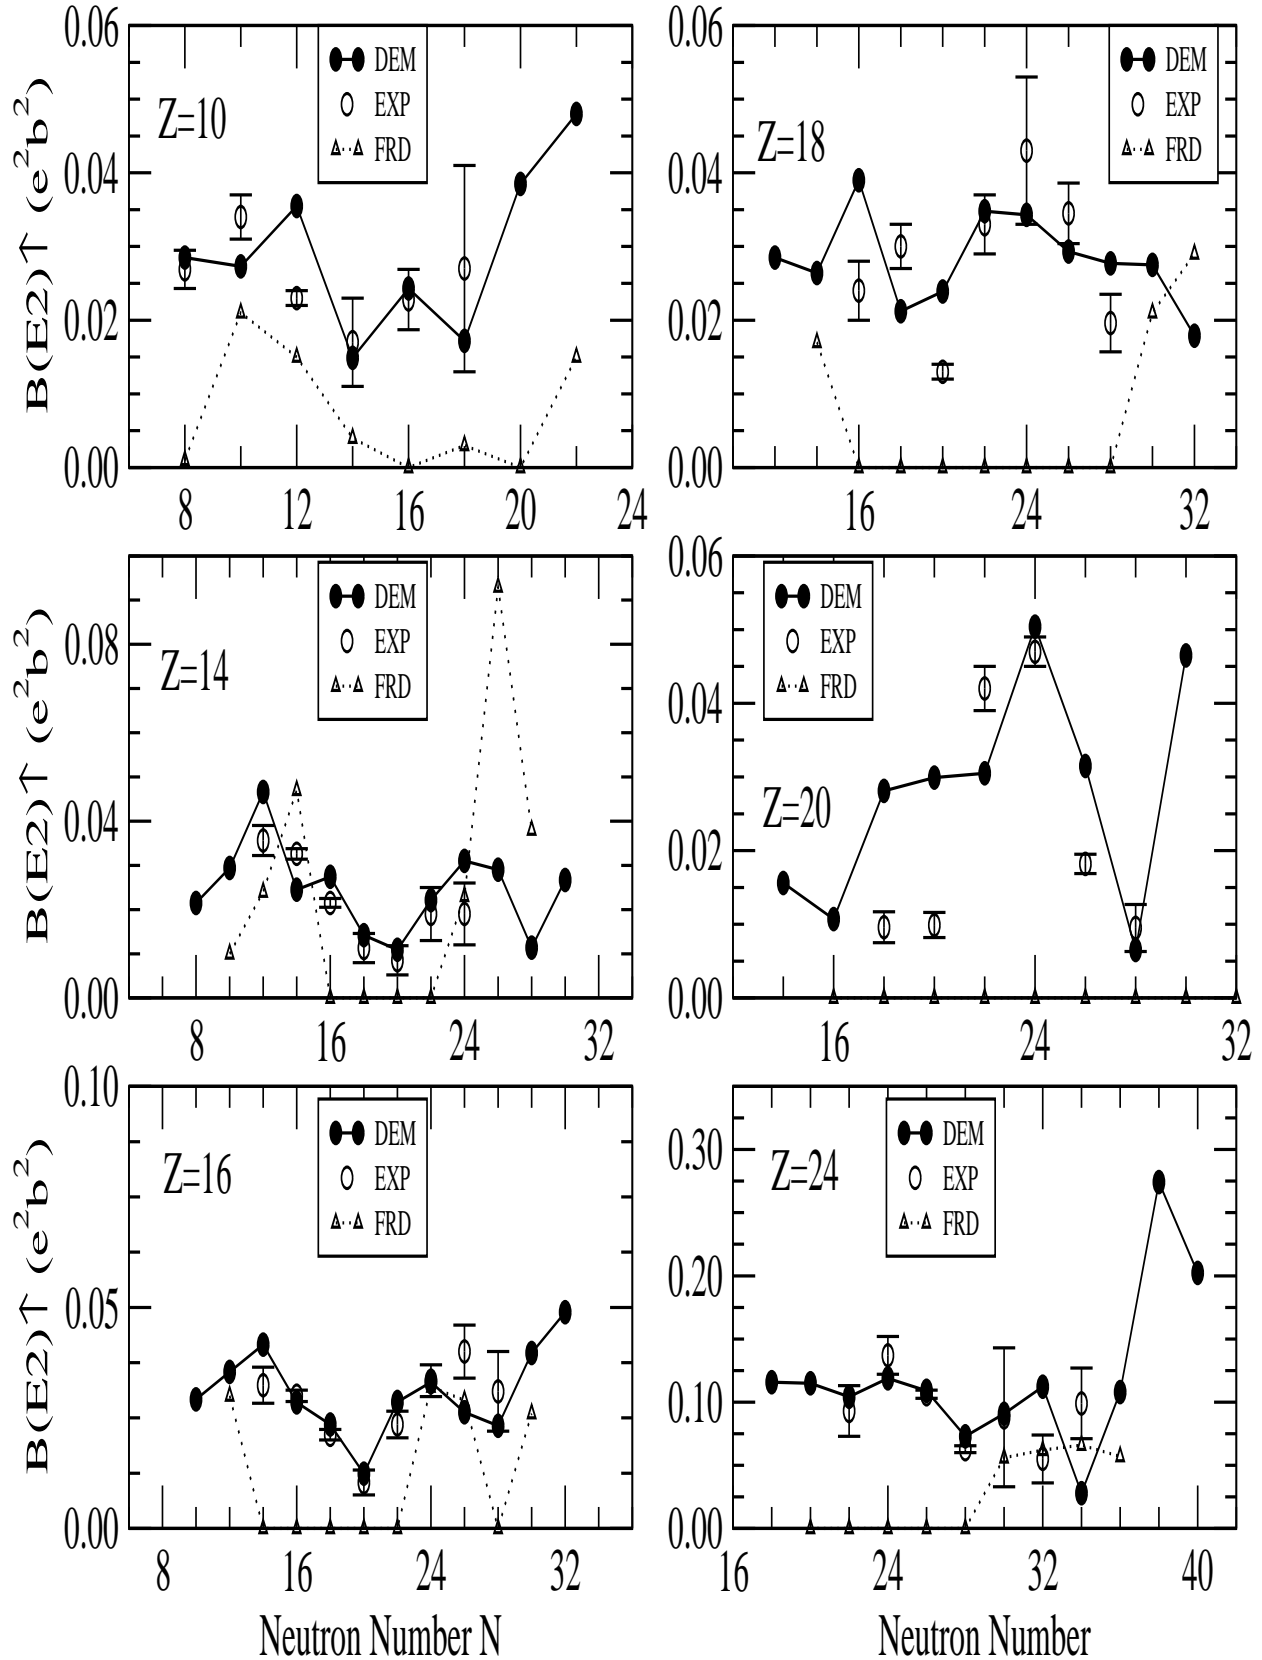 B(E2)↑ (e²b²)
0.06
0.04
0.02
0.00
Z=10
DEM
EXP
FRD
8 12 16 20 24
0.06
0.04
0.02
0.00
Z=18
DEM
EXP
FRD
16 24 32
B(E2)↑ (e²b²)
0.08
0.04
0.00
Z=14
DEM
EXP
FRD
8 16 24 32
0.06
0.04
0.02
0.00
Z=20
DEM
EXP
FRD
16 24 32
B(E2)↑ (e²b²)
0.10
0.05
0.00
Z=16
DEM
EXP
FRD
8 16 24 32
Neutron Number N
0.30
0.20
0.10
0.00
Z=24
DEM
EXP
FRD
16 24 32 40
Neutron Number